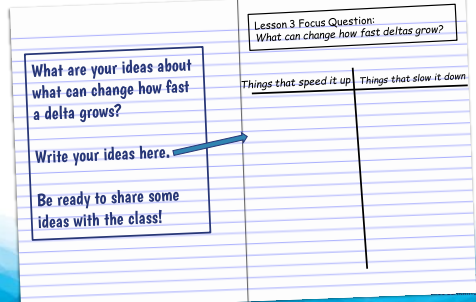 What are your ideas about
what can change how fast
a delta grows?
Write your ideas here.
Be ready to share some
ideas with the class!
Lesson 3 Focus Question:
What can change how fast deltas grow?
Things that speed it up
Things that slow it down